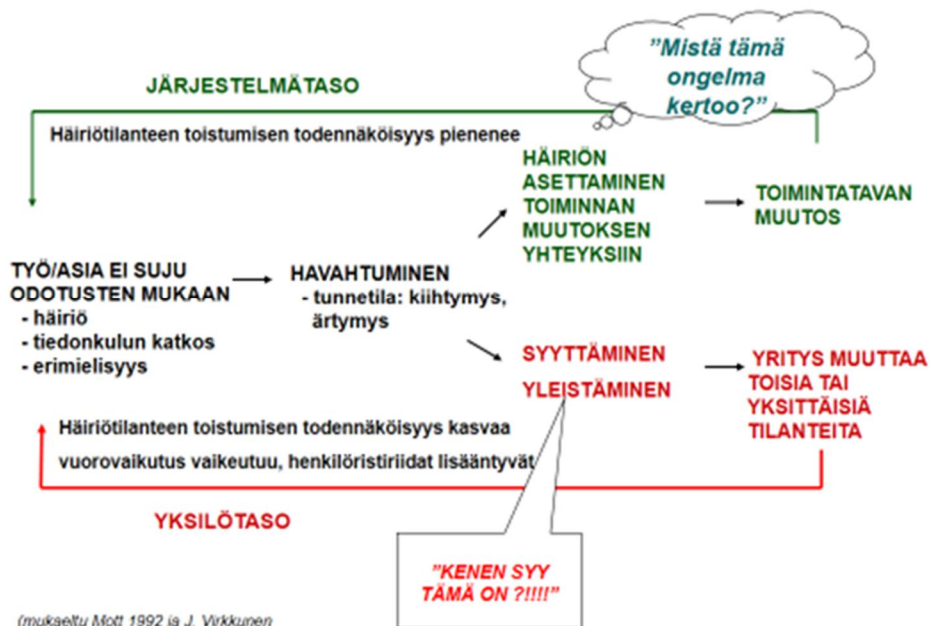 "Mistä tämä
ongelma
kertoo?"
JÄRJESTELMÄTASO
Häiriötilanteen toistumisen todennäköisyys pienenee
HÄIRIÖN
ASETTAMINEN
TOIMINNAN
MUUTOKSEN
YHTEYKSIIN
TOIMINTATAVAN
MUUTOS
TYÖ/ASIA EI SUJU
ODOTUSTEN MUKAAN
- häiriö
- tiedonkulun katkos
- erimielisyys
HAVAHTUMINEN
- tunnetila: kiihtymys,
ärtymys
SYYTTÄMINEN
YLEISTÄMINEN
YRITYS MUUTTAA
TOISIA TAI
YKSITTÄISIÄ
TILANTEITA
Häiriötilanteen toistumisen todennäköisyys kasvaa
vuorovaikutus vaikeutuu, henkilöristiriidat lisääntyvät
YKSILÖTASO
"KENEN SYY
TÄMÄ ON ?!!!!"
(mukaeltu Mott 1992 ja J. Virkkunen